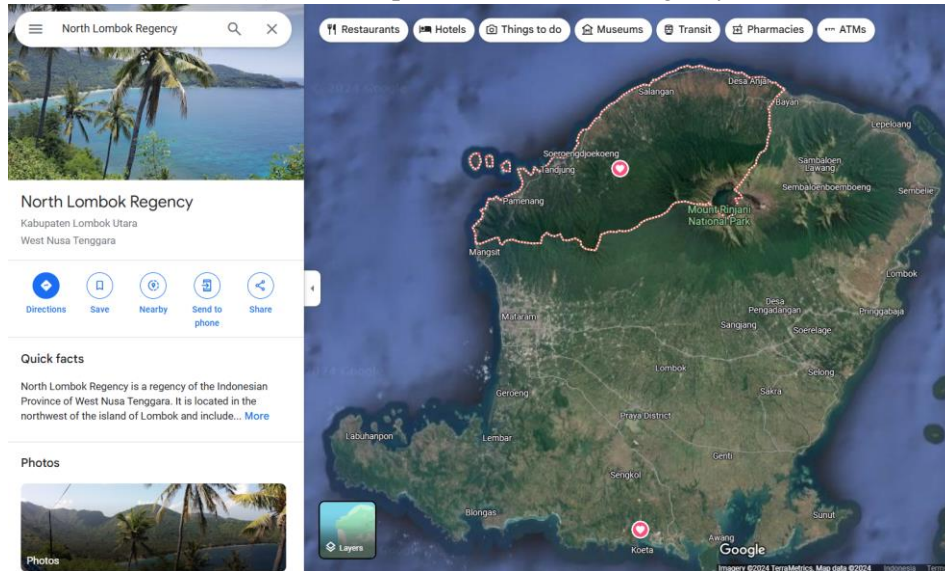 North Lombok Regency
Restaurants
Hotels
Things to do
Museums
Transit
Pharmacies
ATMs
North Lombok Regency
Kabupaten Lombok Utara
West Nusa Tenggara
Directions
Save
Nearby
Send to
phone
Share
Quick facts
North Lombok Regency is a regency of the Indonesian
Province of West Nusa Tenggara. It is located in the
northwest of the island of Lombok and include... More
Photos
Photos
Desa Anja
Salangan
Bayan
Lepeloang
Soeroengdjoekoeng
Tandjung
Sambaloen
Lawang
Sembaloenboemboeng
Sembelie
Pamenang
Mount Rinjani
National Park
Mangsit
Lombok
Desa
Pengadangan
Pringgabaja
Mataram
Sangjang
Soerelage
Lombok
Selong
Geroeng
Sakra
Praya District
Labuhanpon
Lembar
Genti
Sengkol
Blongas
Sunut
Awang
Koeta
Layers
Google
Imagery ©2024 TerraMetrics, Map data ©2024
Indonesia